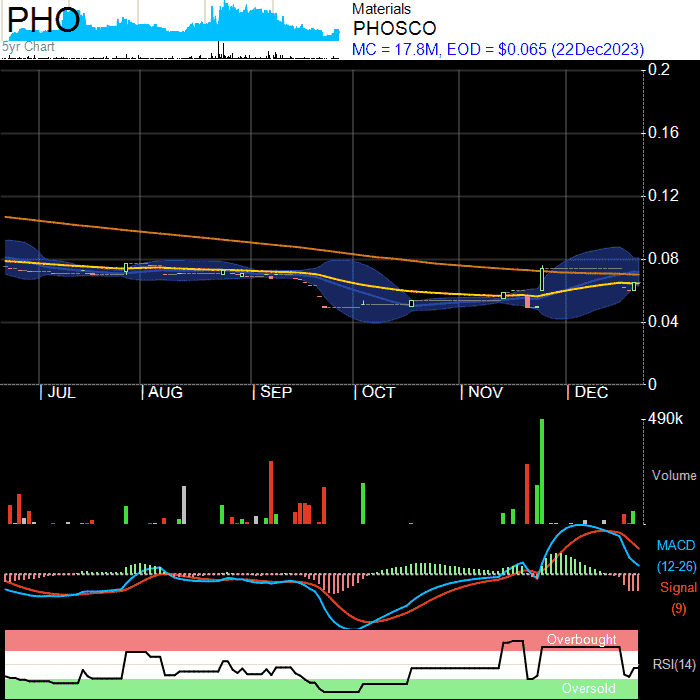 PHO
5yr Chart
Materials
PHOSCO
MC = 17.8M, EOD = $0.065 (22Dec2023)
0.2
0.16
0.12
0.08
0.04
0
| JUL | AUG | SEP | OCT | NOV | DEC
490k
Volume
MACD
(12-26)
Signal
(9)
Overbought
RSI(14)
Oversold